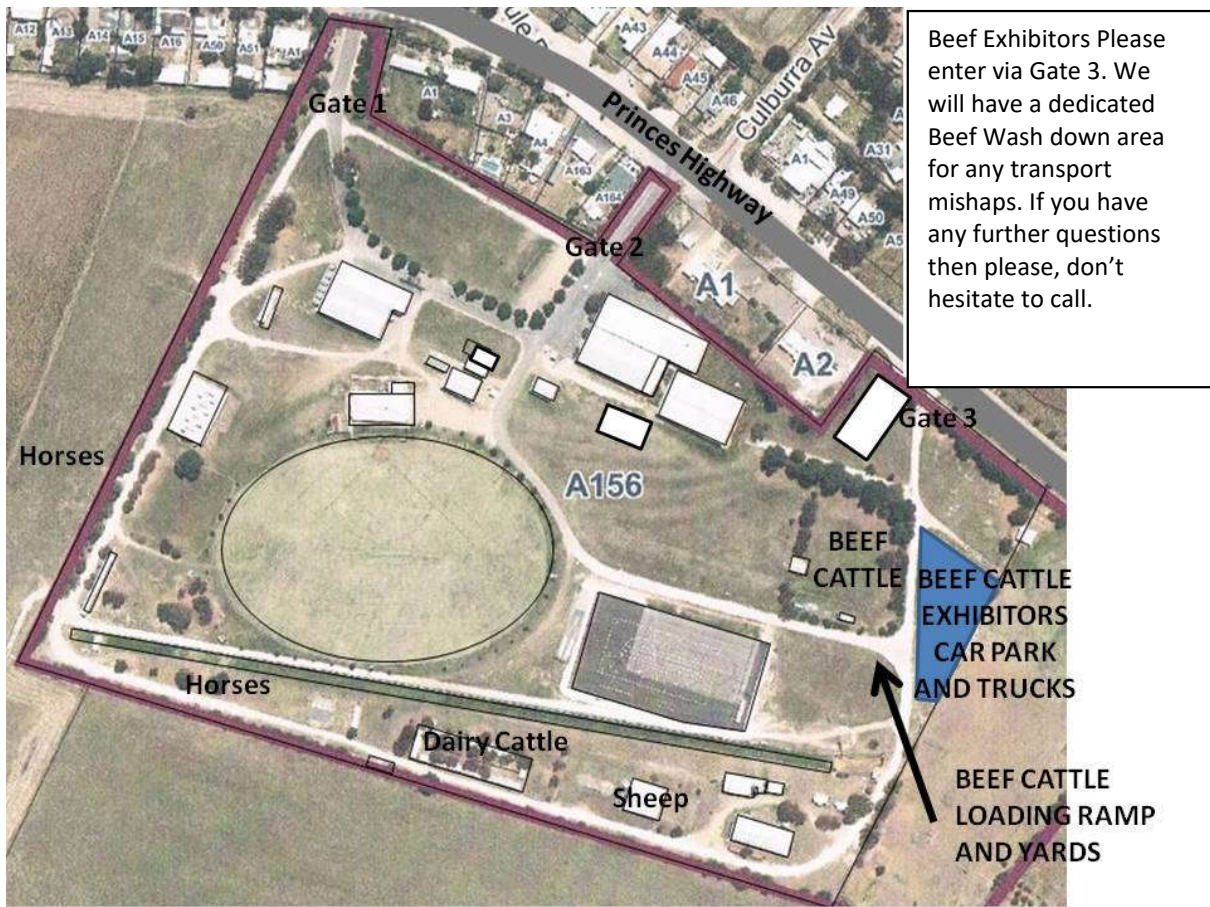 A12
A13
A14
A15
A16
A50
A51
A1
A43
A44
A45
A46
Culburra Av
Princes Highway
Gate 1
A1
A3
A4
A163
A164
Gate 2
A1
A2
A1
A49
A50
A31
Gate 3
Beef Exhibitors Please
enter via Gate 3. We
will have a dedicated
Beef Wash down area
for any transport
mishaps. If you have
any further questions
then please, don’t
hesitate to call.
Horses
A156
BEEF
CATTLE
BEEF CATTLE
EXHIBITORS
CAR PARK
AND TRUCKS
Horses
Dairy Cattle
Sheep
BEEF CATTLE
LOADING RAMP
AND YARDS